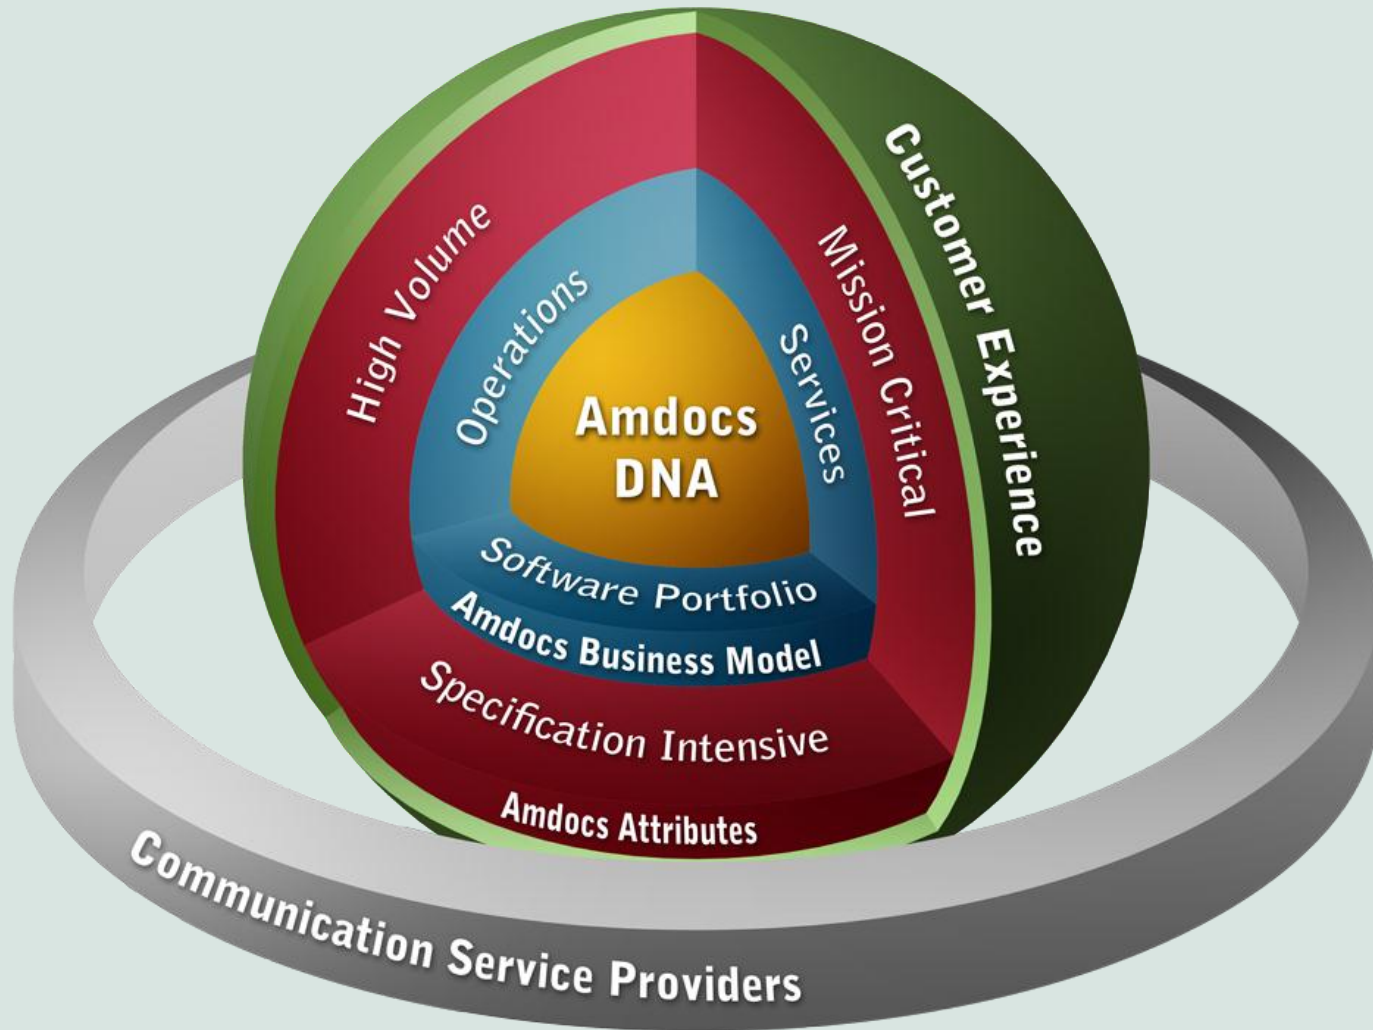 Customer Experience
High Volume
Mission Critical
Operations
Services
Amdocs
DNA
Software Portfolio
Amdocs Business Model
Specification Intensive
Amdocs Attributes
Communication Service Providers